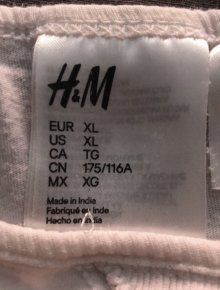 H&M
EUR XL
US XL
CA TG
CN 175/116A
MX XG
Made in India
Fabriqué en Inde
Hecho en India